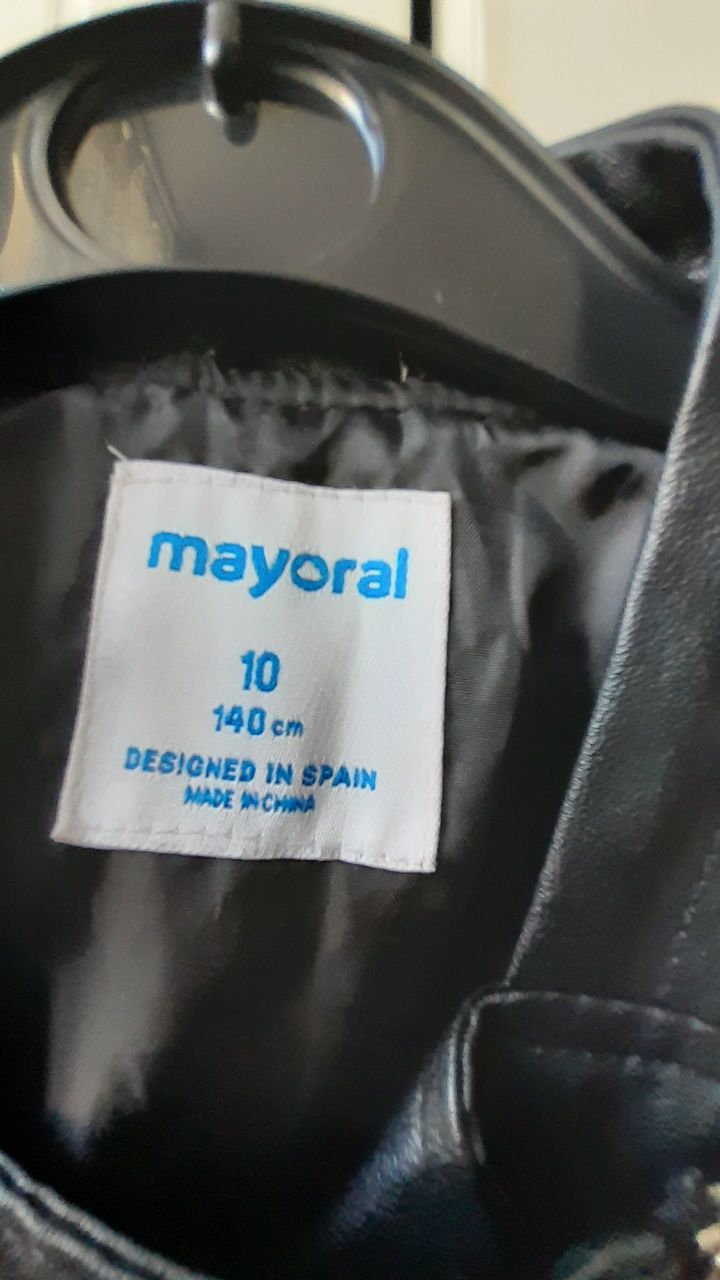 mayoral
10
140 cm
DESIGNED IN SPAIN
MADE IN CHINA